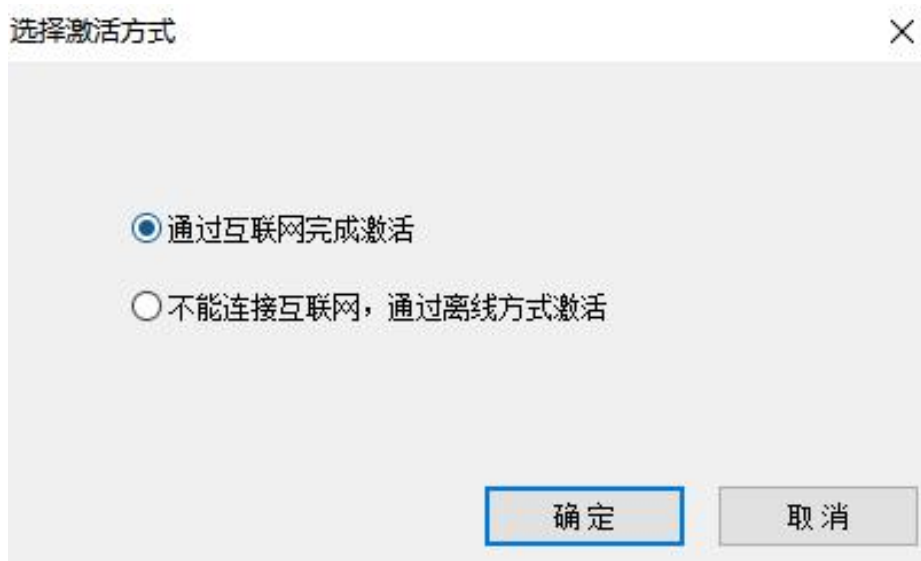 选择激活方式
通过互联网完成激活
不能连接互联网，通过离线方式激活
确定
取消